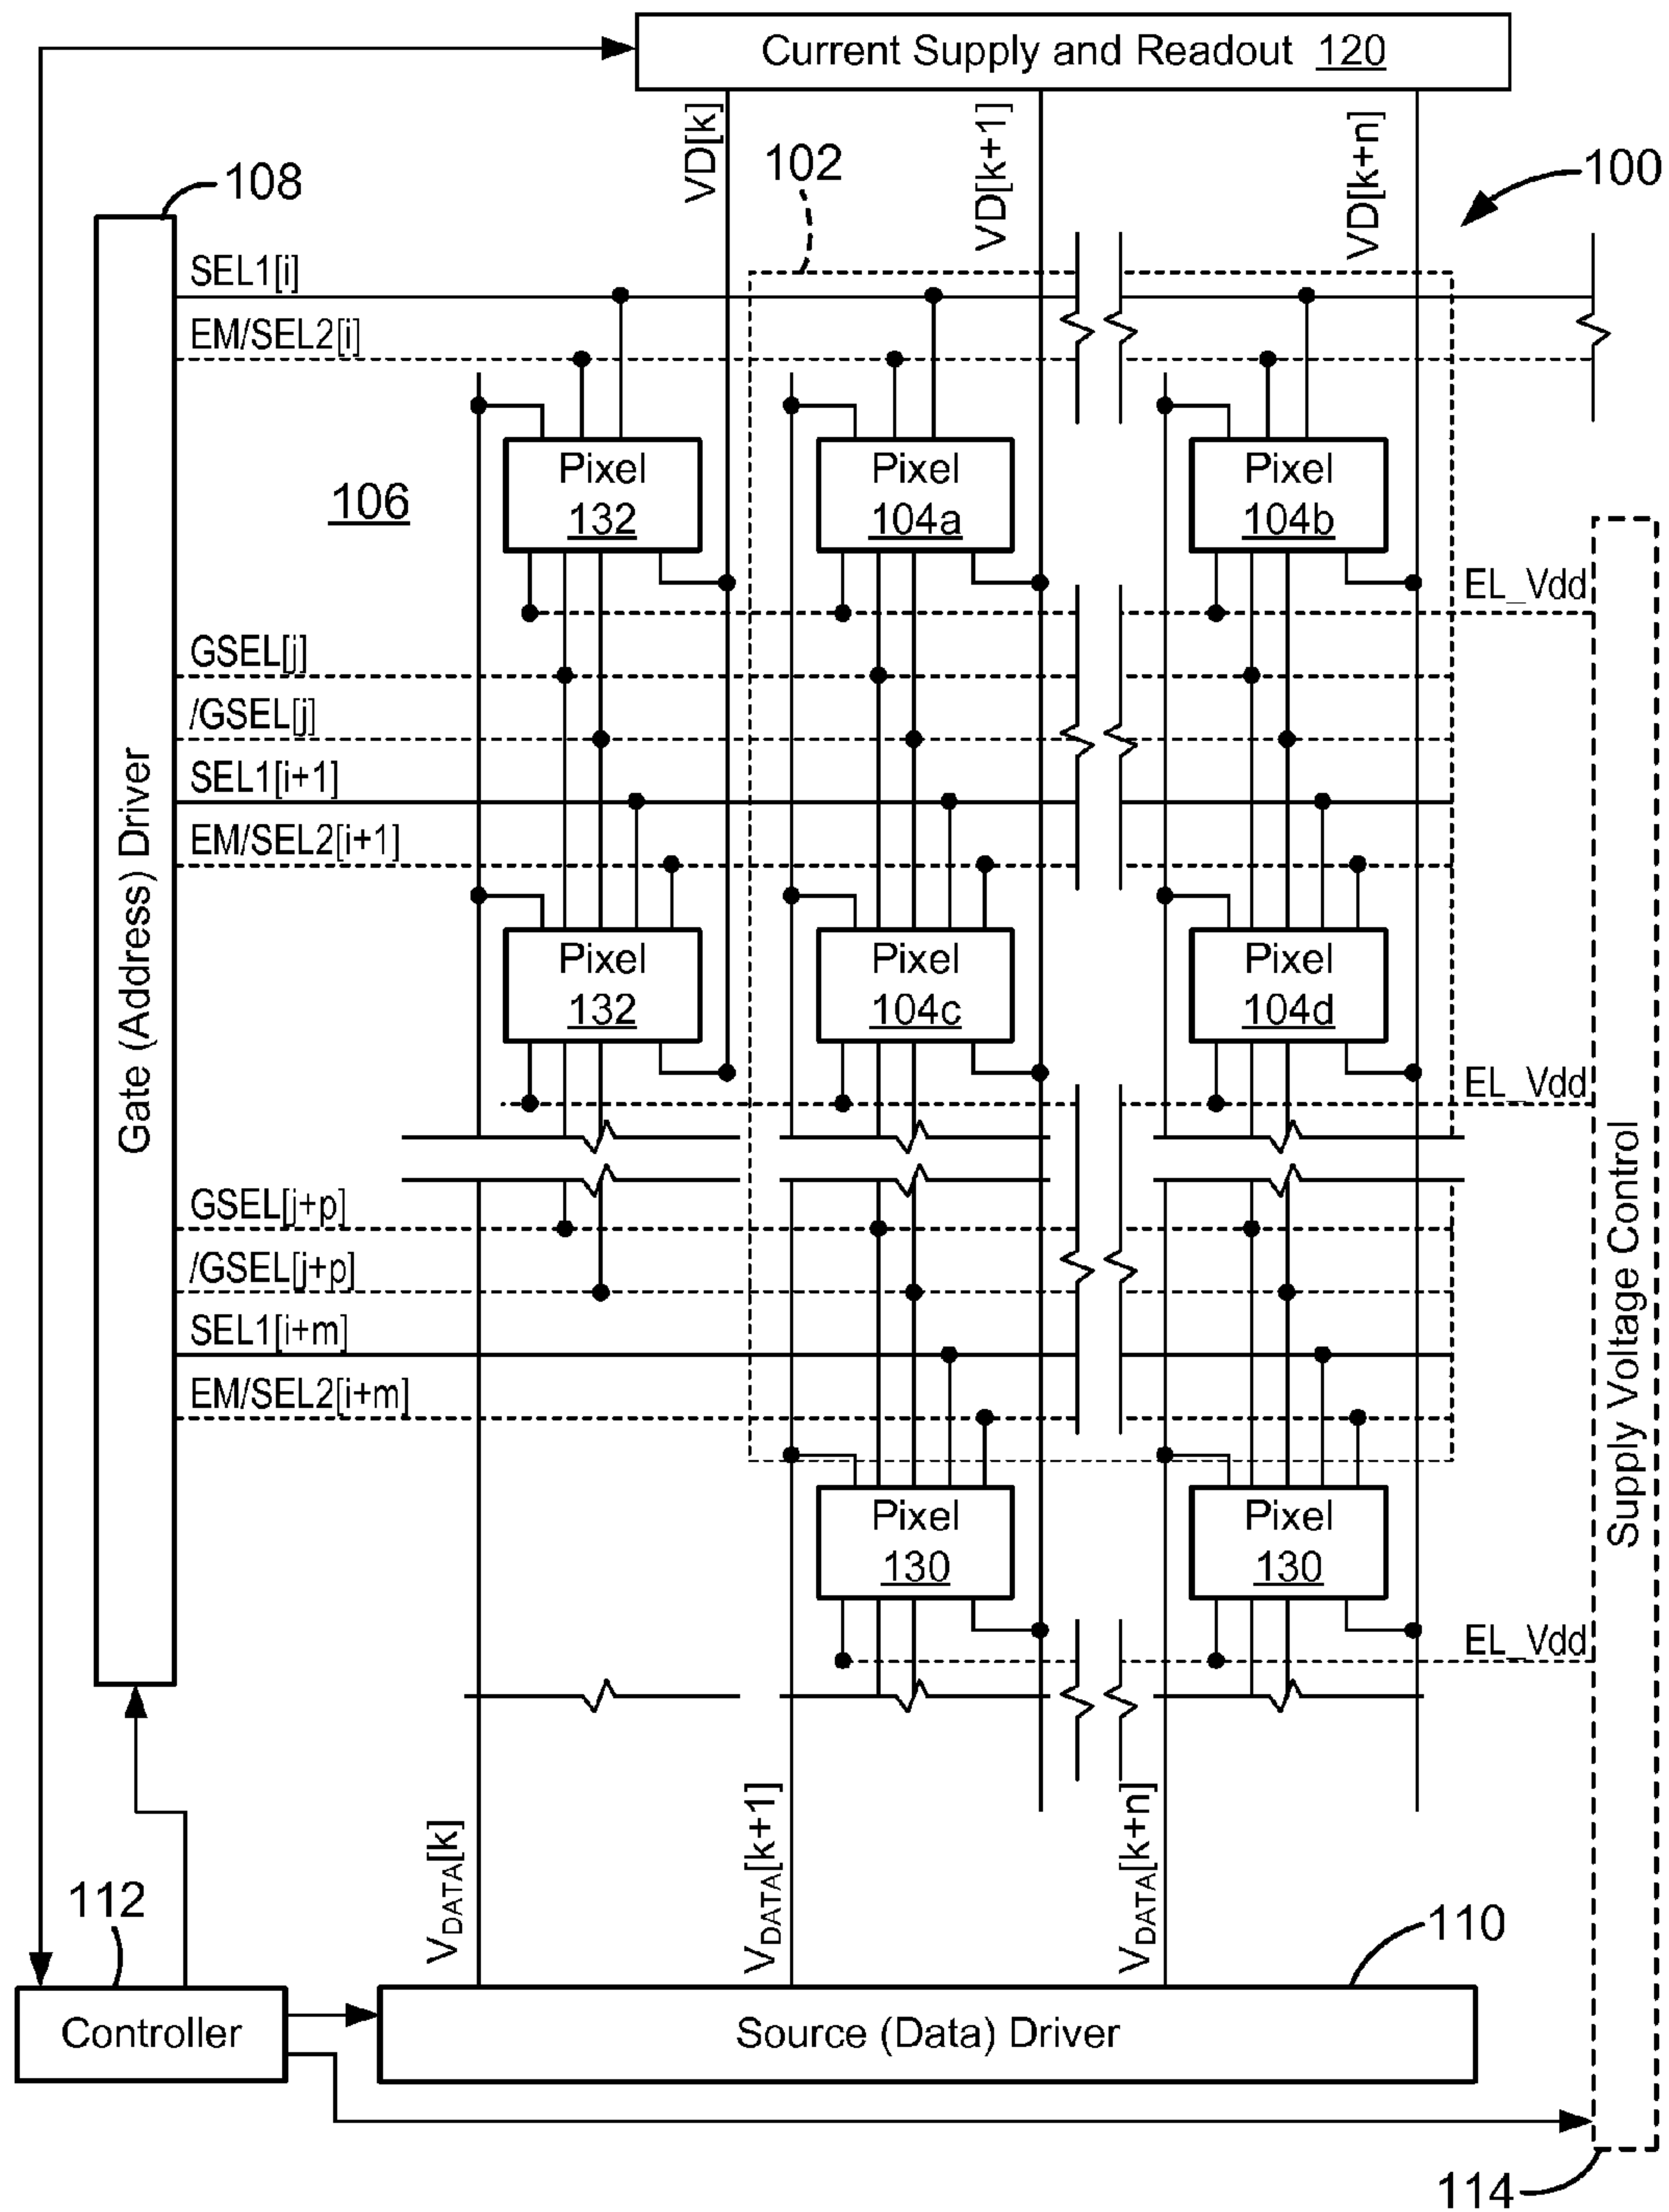 Current Supply and Readout 120
VD[k]
VD[k+1]
VD[k+n]
102
100
108
SEL1[i]
EM/SEL2[i]
106
Pixel
132
Pixel
104a
Pixel
104b
EL_Vdd
GSEL[j]
/GSEL[j]
SEL1[i+1]
EM/SEL2[i+1]
Gate (Address) Driver
Pixel
132
Pixel
104c
Pixel
104d
EL_Vdd
Supply Voltage Control
GSEL[j+p]
/GSEL[j+p]
SEL1[i+m]
EM/SEL2[i+m]
Pixel
130
Pixel
130
EL_Vdd
VDATA[k]
VDATA[k+1]
VDATA[k+n]
112
110
Controller
Source (Data) Driver
114